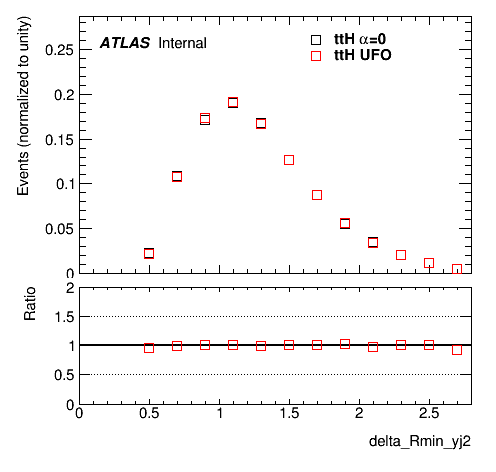 ATLAS Internal
ttH α=0
ttH UFO
Events (normalized to unity)
0.25
0.2
0.15
0.1
0.05
0
Ratio
2
1.5
1
0.5
0
0 0.5 1 1.5 2 2.5
delta_Rmin_yj2